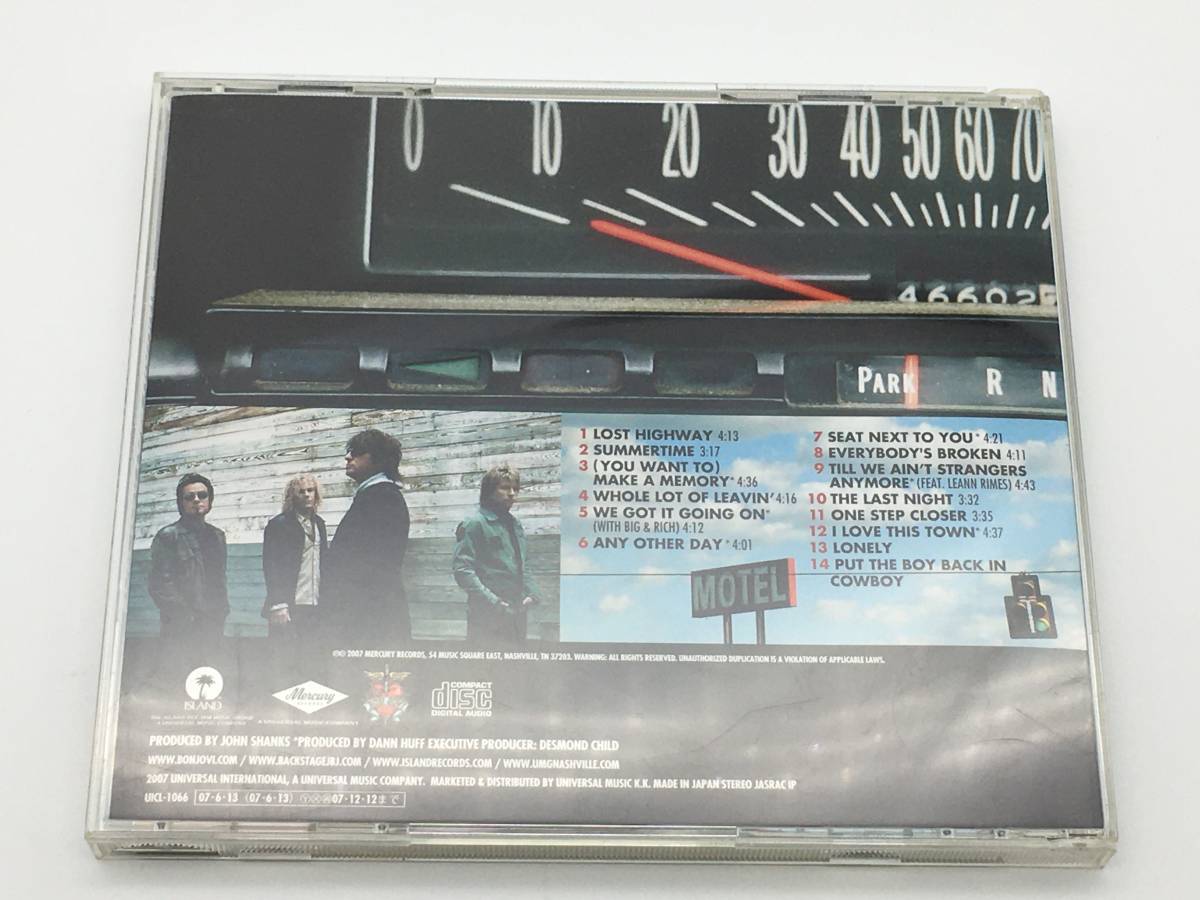 0 10 20 30 40 50 60 70
46602
PARK R N
1 LOST HIGHWAY 4:13
2 SUMMERTIME 3:17
3 (YOU WANT TO)
MAKE A MEMORY* 4:36
4 WHOLE LOT OF LEAVIN' 4:16
5 WE GOT IT GOING ON*
(WITH BIG & RICH) 4:12
6 ANY OTHER DAY* 4:01
7 SEAT NEXT TO YOU* 4:21
8 EVERYBODY'S BROKEN 4:11
9 TILL WE AIN'T STRANGERS
ANYMORE* (FEAT. LEANN RIMES) 4:43
10 THE LAST NIGHT 3:32
11 ONE STEP CLOSER 3:35
12 I LOVE THIS TOWN* 4:37
13 LONELY
14 PUT THE BOY BACK IN
COWBOY
MOTEL
℗© 2007 MERCURY RECORDS, 54 MUSIC SQUARE EAST, NASHVILLE, TN 37203. WARNING: ALL RIGHTS RESERVED. UNAUTHORIZED DUPLICATION IS A VIOLATION OF APPLICABLE LAWS.
ISLAND
Mercury
RECORDS
A UNIVERSAL MUSIC COMPANY
COMPACT
disc
DIGITAL AUDIO
PRODUCED BY JOHN SHANKS *PRODUCED BY DANN HUFF EXECUTIVE PRODUCER: DESMOND CHILD
WWW.BONJOVI.COM / WWW.BACKSTAGEJBJ.COM / WWW.ISLANDRECORDS.COM / WWW.UMGNASHVILLE.COM
2007 UNIVERSAL INTERNATIONAL, A UNIVERSAL MUSIC COMPANY. MARKETED & DISTRIBUTED BY UNIVERSAL MUSIC K.K. MADE IN JAPAN STEREO JASRAC IP
UICL-1066 07·6·13 (07·6·13) 07·12·12まで